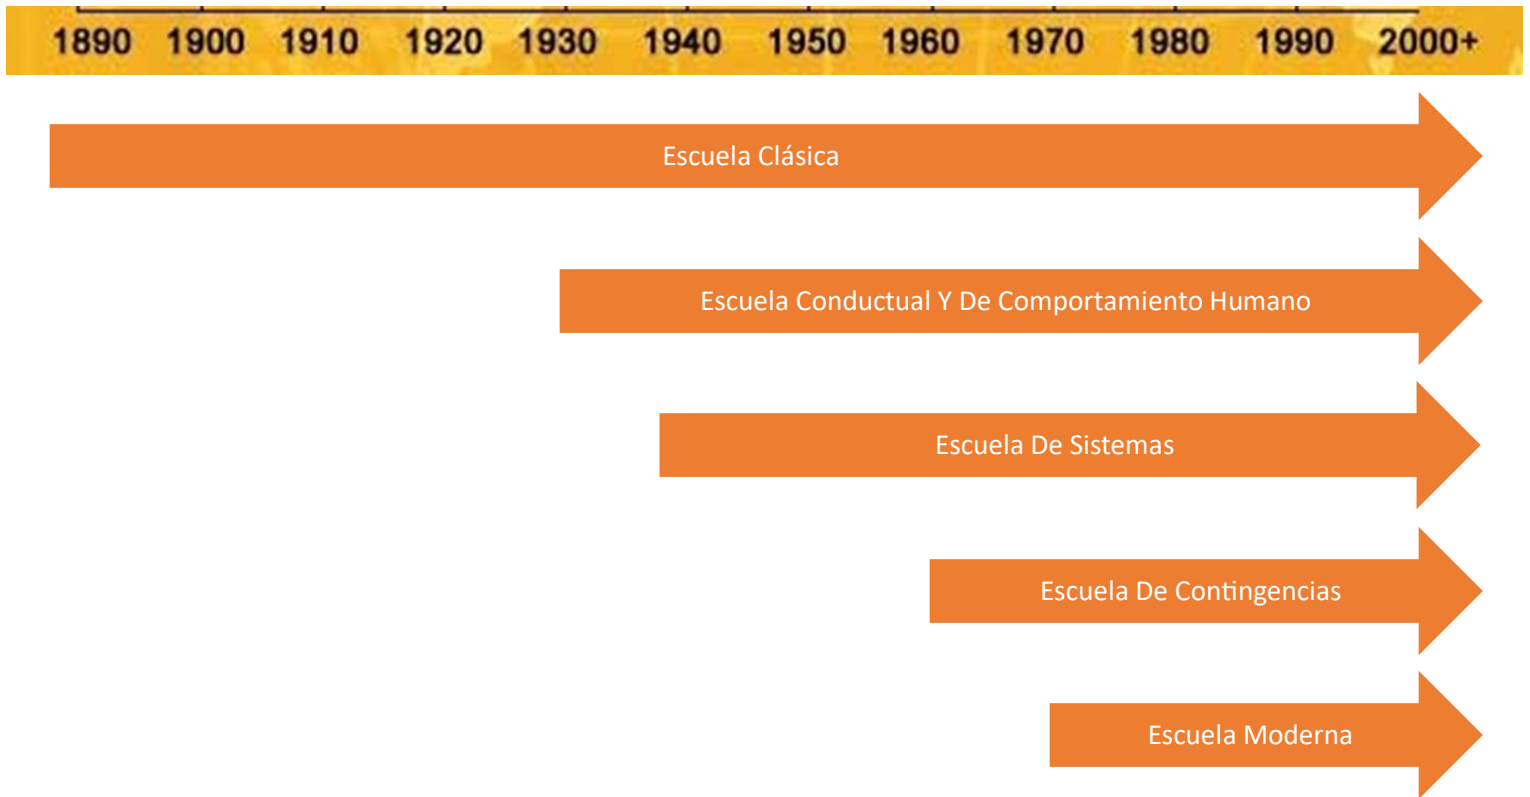 1890 1900 1910 1920 1930 1940 1950 1960 1970 1980 1990 2000+
Escuela Clásica
Escuela Conductual Y De Comportamiento Humano
Escuela De Sistemas
Escuela De Contingencias
Escuela Moderna